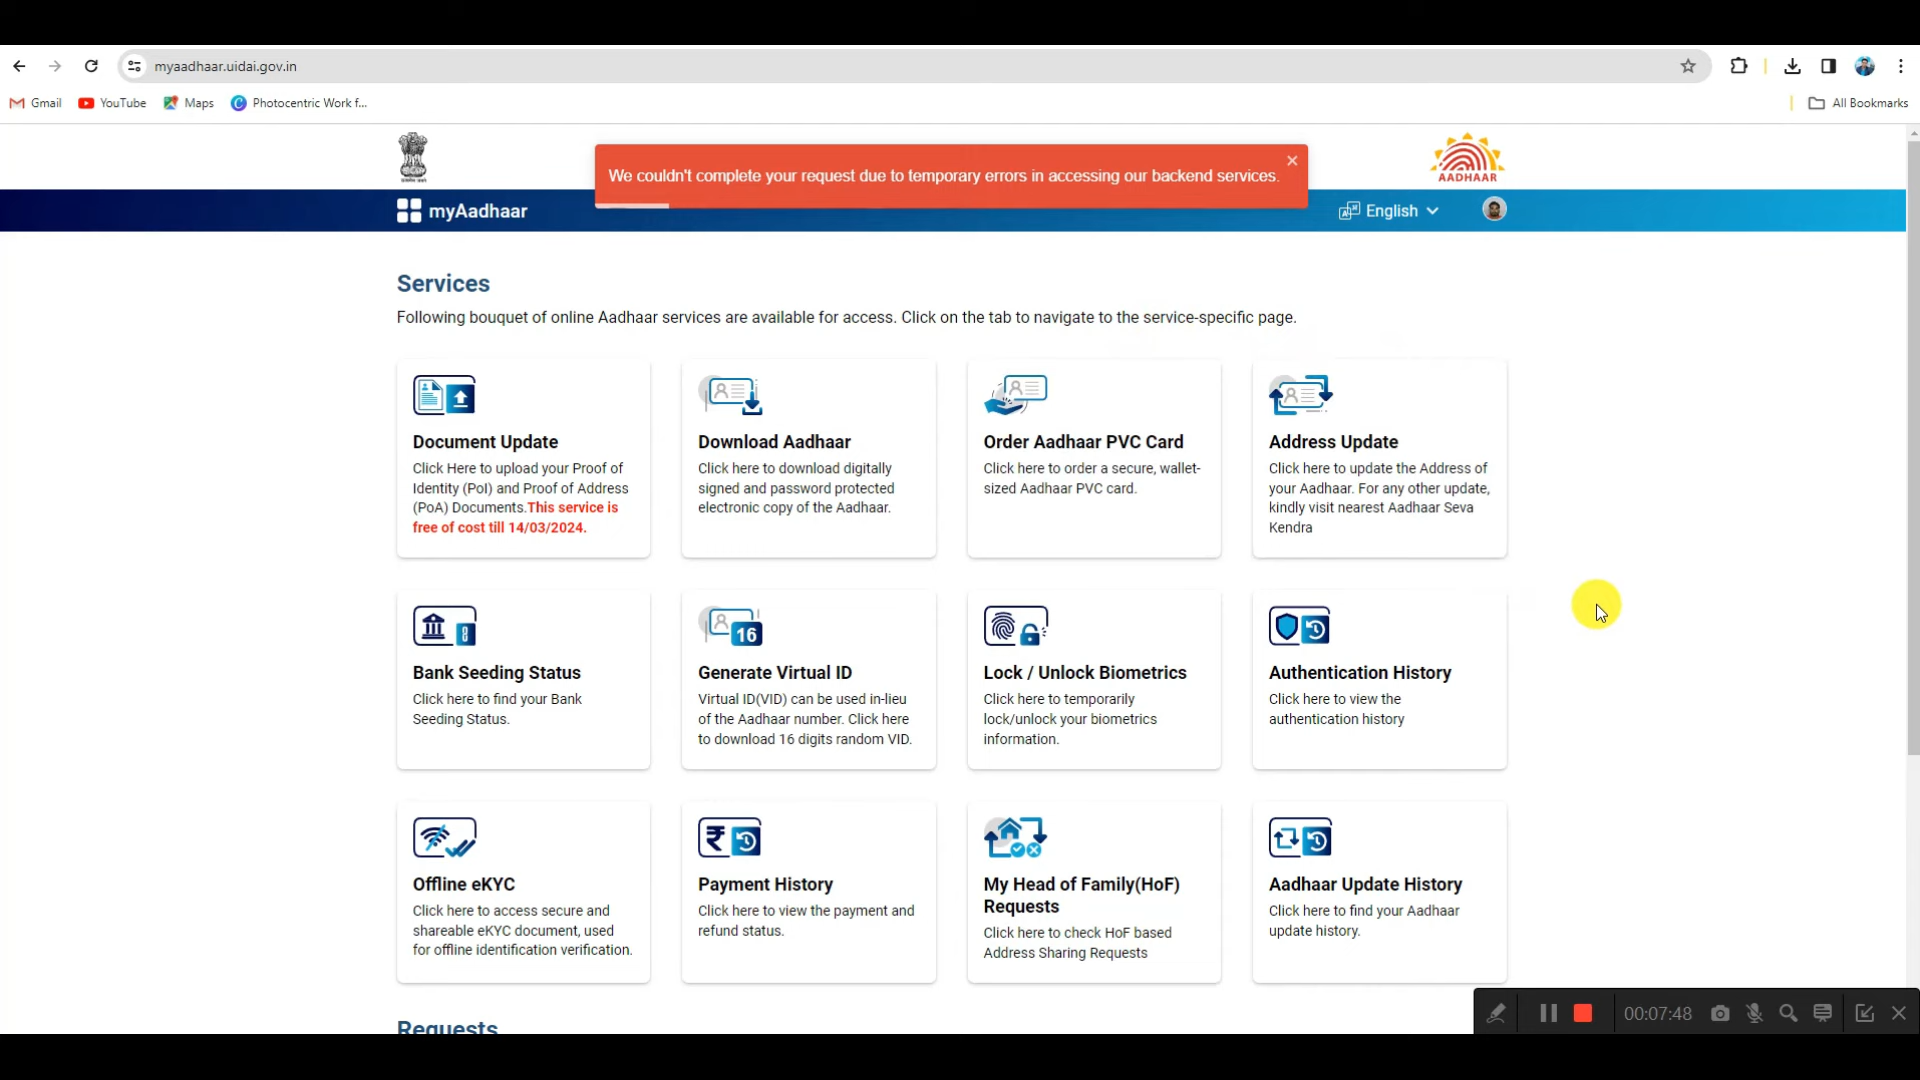 myaadhaar.uidai.gov.in
Gmail YouTube Maps Photocentric Work f... All Bookmarks
We couldn't complete your request due to temporary errors in accessing our backend services.
AADHAAR
myAadhaar English
Services
Following bouquet of online Aadhaar services are available for access. Click on the tab to navigate to the service-specific page.
Document Update
Click Here to upload your Proof of
Identity (PoI) and Proof of Address
(PoA) Documents.This service is
free of cost till 14/03/2024.
Download Aadhaar
Click here to download digitally
signed and password protected
electronic copy of the Aadhaar.
Order Aadhaar PVC Card
Click here to order a secure, wallet-
sized Aadhaar PVC card.
Address Update
Click here to update the Address of
your Aadhaar. For any other update,
kindly visit nearest Aadhaar Seva
Kendra
Bank Seeding Status
Click here to find your Bank
Seeding Status.
16
Generate Virtual ID
Virtual ID(VID) can be used in-lieu
of the Aadhaar number. Click here
to download 16 digits random VID.
Lock / Unlock Biometrics
Click here to temporarily
lock/unlock your biometrics
information.
Authentication History
Click here to view the
authentication history
Offline eKYC
Click here to access secure and
shareable eKYC document, used
for offline identification verification.
Payment History
Click here to view the payment and
refund status.
My Head of Family(HoF)
Requests
Click here to check HoF based
Address Sharing Requests
Aadhaar Update History
Click here to find your Aadhaar
update history.
Requests
00:07:48